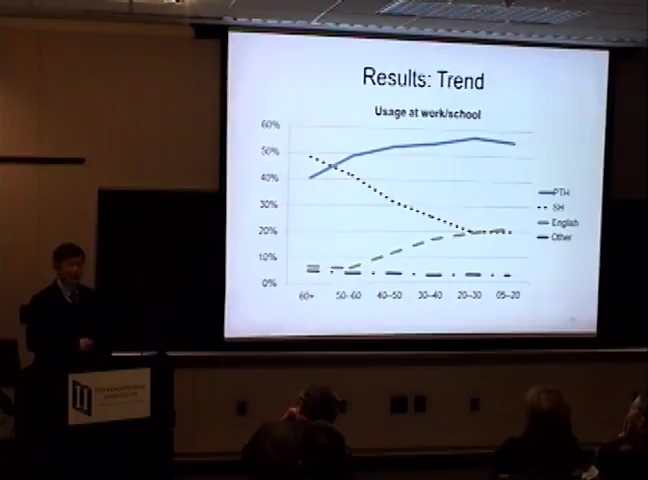 Results: Trend
Usage at work/school
60%
50%
40%
30%
20%
10%
0%
60+
50–60
40–50
30–40
20–30
05–20
PTH
SH
English
Other